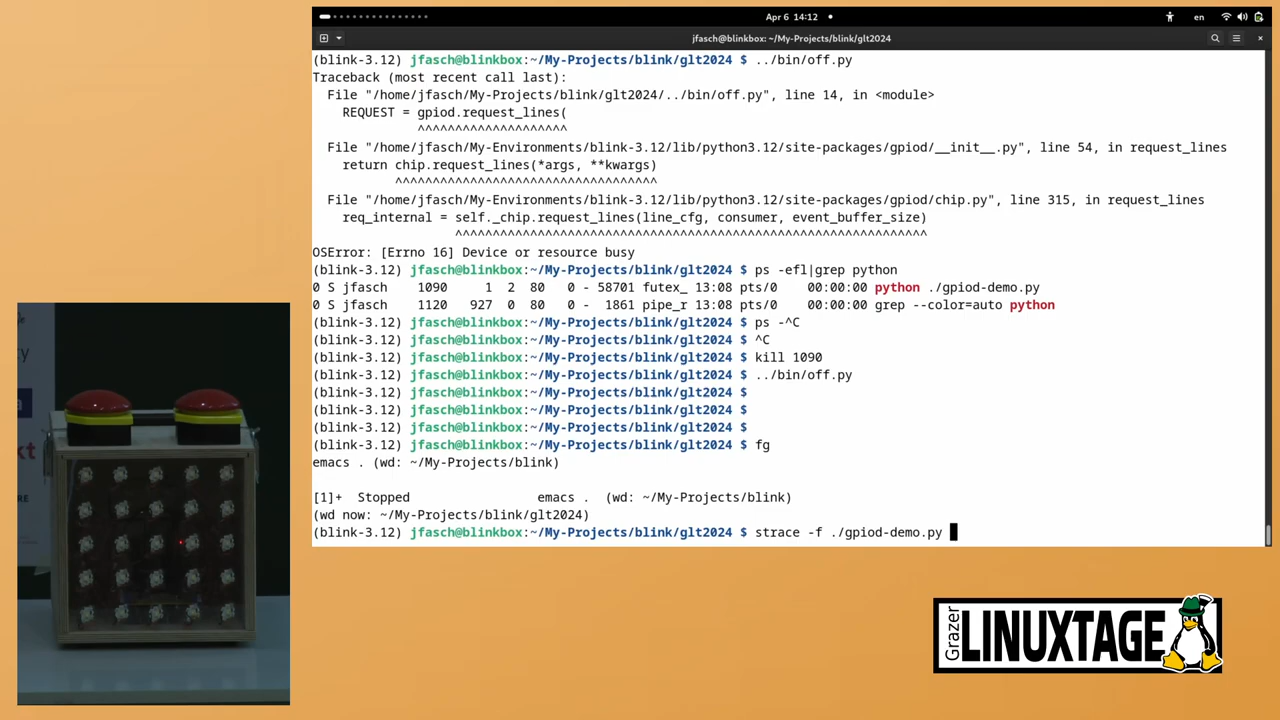 Apr 6 14:12
en
jfasch@blinkbox: ~/My-Projects/blink/glt2024
(blink-3.12) jfasch@blinkbox:~/My-Projects/blink/glt2024 $ ../bin/off.py
Traceback (most recent call last):
  File "/home/jfasch/My-Projects/blink/glt2024/../bin/off.py", line 14, in <module>
    REQUEST = gpiod.request_lines(
              ^^^^^^^^^^^^^^^^^^^^
  File "/home/jfasch/My-Environments/blink-3.12/lib/python3.12/site-packages/gpiod/__init__.py", line 54, in request_lines
    return chip.request_lines(*args, **kwargs)
           ^^^^^^^^^^^^^^^^^^^^^^^^^^^^^^^^^^^
  File "/home/jfasch/My-Environments/blink-3.12/lib/python3.12/site-packages/gpiod/chip.py", line 315, in request_lines
    req_internal = self._chip.request_lines(line_cfg, consumer, event_buffer_size)
                   ^^^^^^^^^^^^^^^^^^^^^^^^^^^^^^^^^^^^^^^^^^^^^^^^^^^^^^^^^^^^^^^
OSError: [Errno 16] Device or resource busy
(blink-3.12) jfasch@blinkbox:~/My-Projects/blink/glt2024 $ ps -efl|grep python
0 S jfasch      1090       1  2  80   0 - 58701 futex_ 13:08 pts/0    00:00:00 python ./gpiod-demo.py
0 S jfasch      1120     927  0  80   0 -  1861 pipe_r 13:08 pts/0    00:00:00 grep --color=auto python
(blink-3.12) jfasch@blinkbox:~/My-Projects/blink/glt2024 $ ps -^C
(blink-3.12) jfasch@blinkbox:~/My-Projects/blink/glt2024 $ ^C
(blink-3.12) jfasch@blinkbox:~/My-Projects/blink/glt2024 $ kill 1090
(blink-3.12) jfasch@blinkbox:~/My-Projects/blink/glt2024 $ ../bin/off.py
(blink-3.12) jfasch@blinkbox:~/My-Projects/blink/glt2024 $
(blink-3.12) jfasch@blinkbox:~/My-Projects/blink/glt2024 $
(blink-3.12) jfasch@blinkbox:~/My-Projects/blink/glt2024 $
(blink-3.12) jfasch@blinkbox:~/My-Projects/blink/glt2024 $ fg
emacs . (wd: ~/My-Projects/blink)
[1]+  Stopped                 emacs .  (wd: ~/My-Projects/blink)
(wd now: ~/My-Projects/blink/glt2024)
(blink-3.12) jfasch@blinkbox:~/My-Projects/blink/glt2024 $ strace -f ./gpiod-demo.py
Grazer
LINUXTAGE